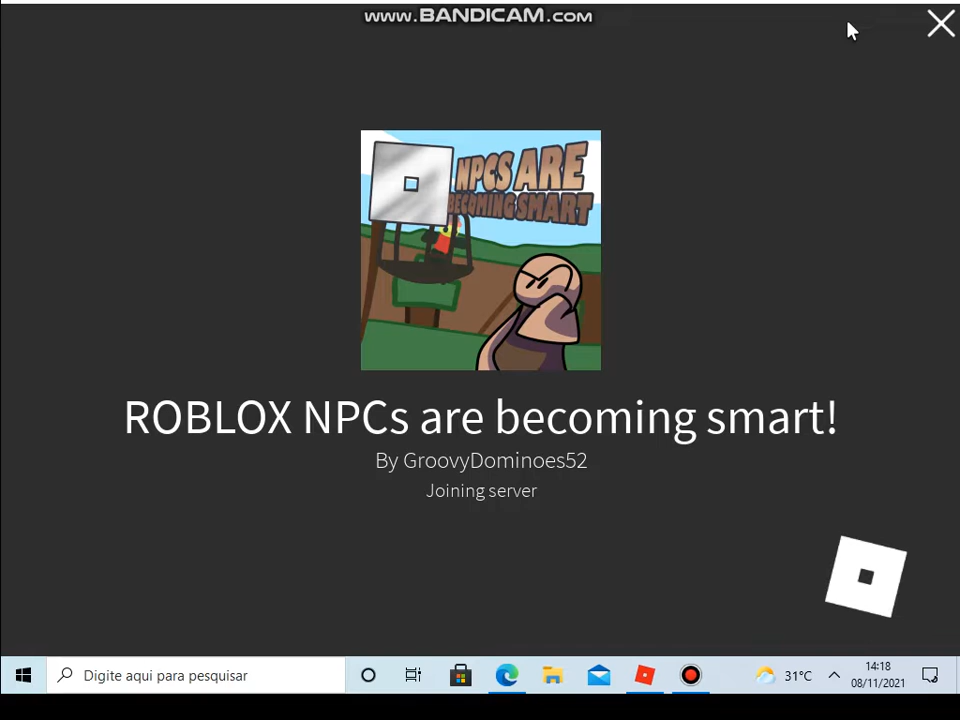 WWW.BANDICAM.COM
NPCS ARE
BECOMING SMART
ROBLOX NPCs are becoming smart!
By GroovyDominoes52
Joining server
Digite aqui para pesquisar
31°C
14:18
08/11/2021